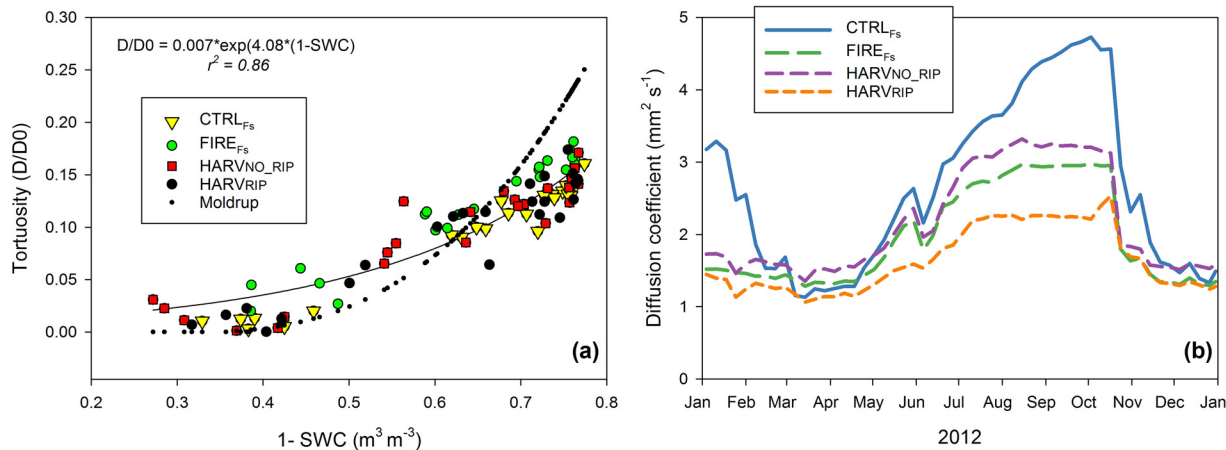 D/D0 = 0.007*exp(4.08*(1-SWC)
r² = 0.86
CTRLFs
FIREFs
HARVNO_RIP
HARVRIP
Moldrup
Tortuosity (D/D0)
0.30
0.25
0.20
0.15
0.10
0.05
0.00
0.2 0.3 0.4 0.5 0.6 0.7 0.8
1- SWC (m³ m⁻³)
(a)
CTRLFs
FIREFs
HARVNO_RIP
HARVRIP
Diffusion coefficient (mm² s⁻¹)
5
4
3
2
1
0
Jan Feb Mar Apr May Jun Jul Aug Sep Oct Nov Dec Jan
2012
(b)